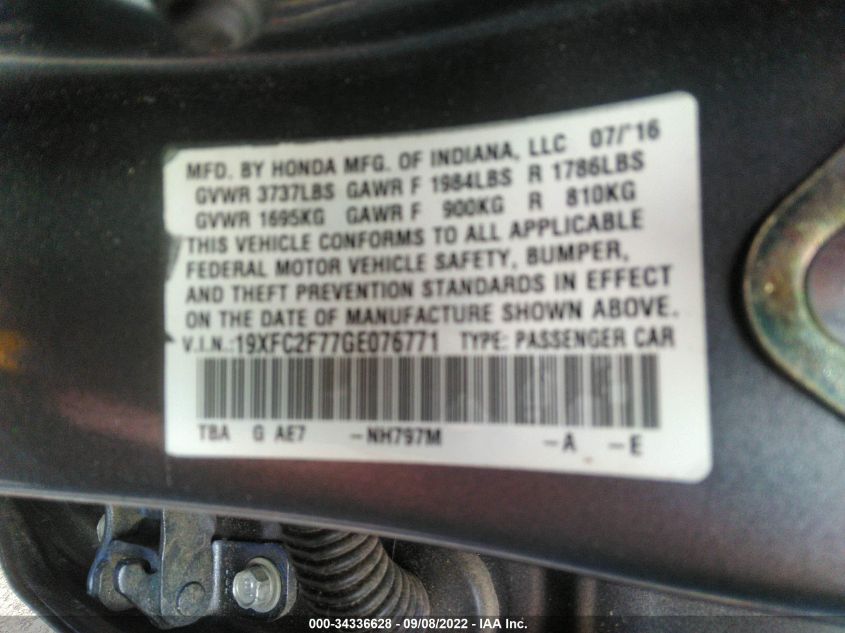 MFD. BY HONDA MFG. OF INDIANA, LLC 07/'16
GVWR 3737LBS GAWR F 1984LBS R 1786LBS
GVWR 1695KG GAWR F 900KG R 810KG
THIS VEHICLE CONFORMS TO ALL APPLICABLE
FEDERAL MOTOR VEHICLE SAFETY, BUMPER,
AND THEFT PREVENTION STANDARDS IN EFFECT
ON THE DATE OF MANUFACTURE SHOWN ABOVE.
V.I.N.:19XFC2F77GE076771 TYPE: PASSENGER CAR
TBA G AE7 -NH797M -A -E
000-34336628 - 09/08/2022 - IAA Inc.